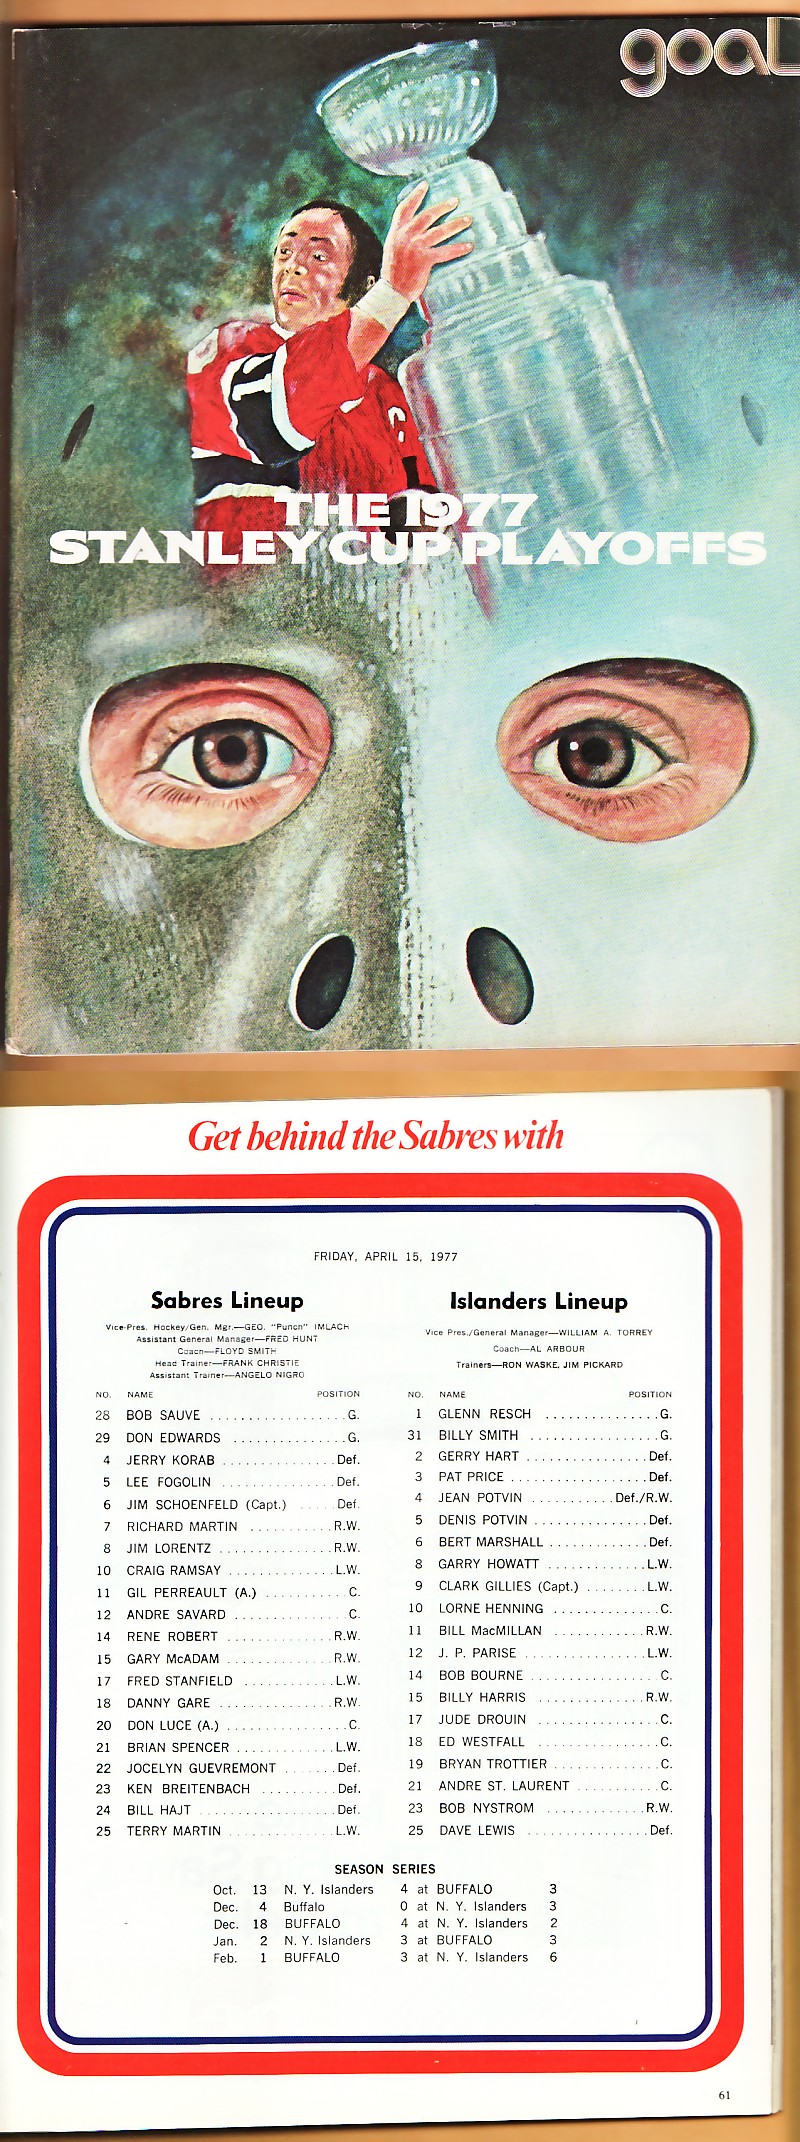 goal
THE 1977
STANLEY CUP PLAYOFFS
Get behind the Sabres with
FRIDAY, APRIL 15, 1977
Sabres Lineup
Vice-Pres. Hockey/Gen. Mgr.—GEO. "Punch" IMLACH
Assistant General Manager—FRED HUNT
Coach—FLOYD SMITH
Head Trainer—FRANK CHRISTIE
Assistant Trainer—ANGELO NIGRO
NO. NAME POSITION
28 BOB SAUVE ..................G.
29 DON EDWARDS ...............G.
4 JERRY KORAB ...............Def.
5 LEE FOGOLIN ................Def.
6 JIM SCHOENFELD (Capt.) ..... Def.
7 RICHARD MARTIN ...........R.W.
8 JIM LORENTZ ...............R.W.
10 CRAIG RAMSAY ..............L.W.
11 GIL PERREAULT (A.) ...........C.
12 ANDRE SAVARD ...............C.
14 RENE ROBERT ..............R.W.
15 GARY McADAM ...............R.W.
17 FRED STANFIELD ............L.W.
18 DANNY GARE ...............R.W.
20 DON LUCE (A.) .................C.
21 BRIAN SPENCER .............L.W.
22 JOCELYN GUEVREMONT .......Def.
23 KEN BREITENBACH ..........Def.
24 BILL HAJT ..................Def.
25 TERRY MARTIN ..............L.W.
Islanders Lineup
Vice Pres./General Manager—WILLIAM A. TORREY
Coach—AL ARBOUR
Trainers—RON WASKE, JIM PICKARD
NO. NAME POSITION
1 GLENN RESCH ...............G.
31 BILLY SMITH .................G.
2 GERRY HART ................Def.
3 PAT PRICE ..................Def.
4 JEAN POTVIN ...........Def./R.W.
5 DENIS POTVIN ...............Def.
6 BERT MARSHALL .............Def.
8 GARRY HOWATT .............L.W.
9 CLARK GILLIES (Capt.) ........L.W.
10 LORNE HENNING ..............C.
11 BILL MacMILLAN ............R.W.
12 J. P. PARISE .................L.W.
14 BOB BOURNE .................C.
15 BILLY HARRIS ..............R.W.
17 JUDE DROUIN ................C.
18 ED WESTFALL ................C.
19 BRYAN TROTTIER ..............C.
21 ANDRE ST. LAURENT ...........C.
23 BOB NYSTROM .............R.W.
25 DAVE LEWIS ................Def.
SEASON SERIES
Oct. 13 N. Y. Islanders 4 at BUFFALO 3
Dec. 4 Buffalo 0 at N. Y. Islanders 3
Dec. 18 BUFFALO 4 at N. Y. Islanders 2
Jan. 2 N. Y. Islanders 3 at BUFFALO 3
Feb. 1 BUFFALO 3 at N. Y. Islanders 6
61